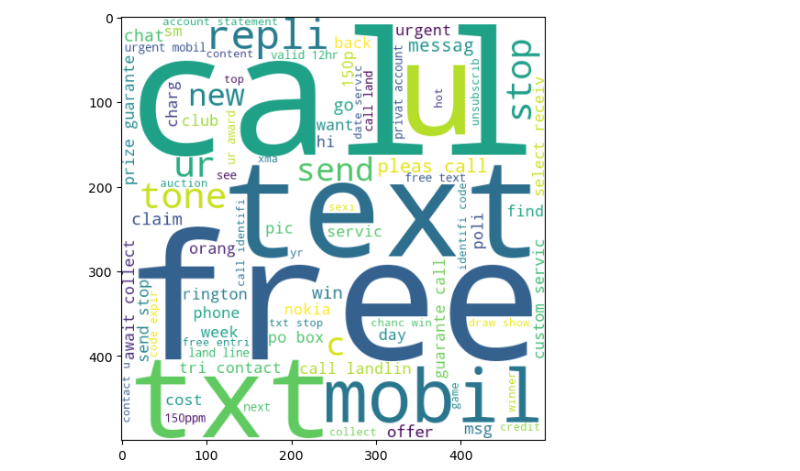 0
100
200
300
400
0
100
200
300
400
account statement
chat
sm
repli
urgent mobil
content
valid 12hr
back
urgent
messag
call
u
stop
prize guarante
charg
top
new
club
ur award
150p
go
want
hi
date servic
call land
privat account
hot
unsubscrib
select receiv
ur
xma
see
auction
send
pleas call
free text
tone
claim
text
sexi
pic
servic
yr
identifi code
poli
find
orang
call identifi
free
await collect
send stop
code expir
rington
phone
week
free entri
land line
win
nokia
txt stop
po box
c
chanc win
day
draw show
guarante call
custom servic
tri contact
call landlin
contact u
txt
cost
150ppm
next
mobil
game
winner
collect
offer
msg
credit